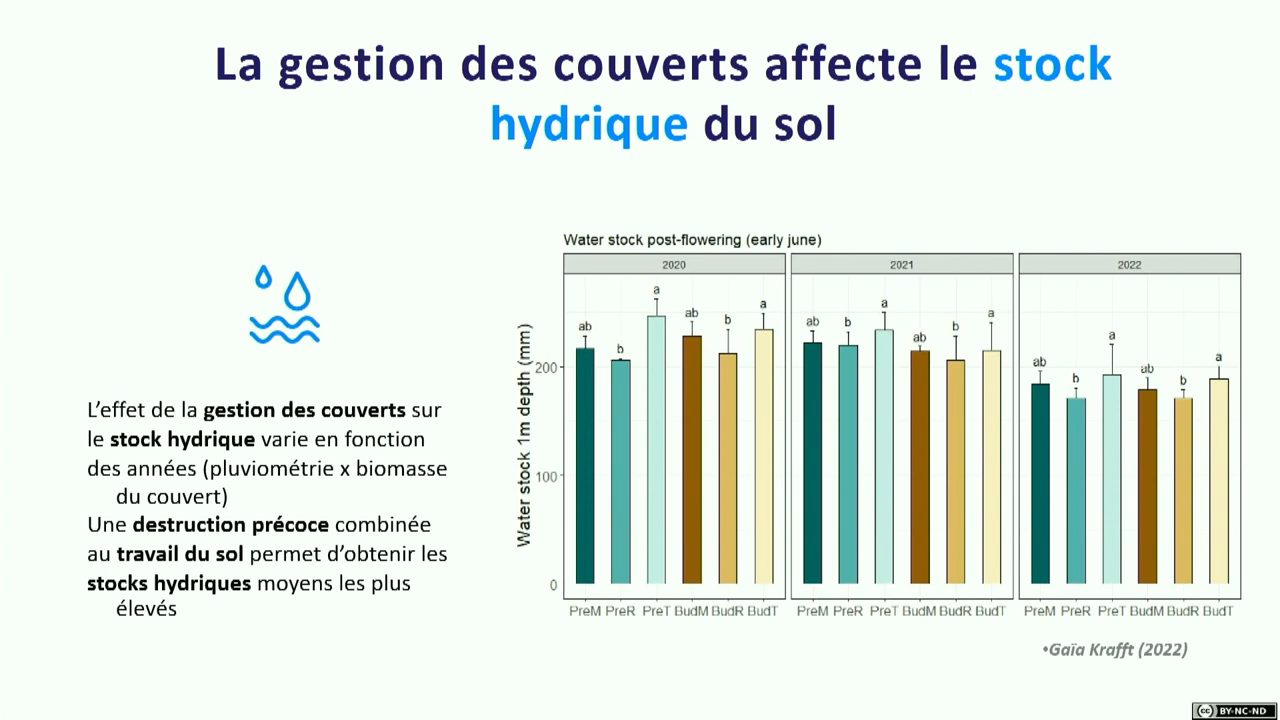 La gestion des couverts affecte le stock
hydrique du sol
L'effet de la gestion des couverts sur
le stock hydrique varie en fonction
des années (pluviométrie x biomasse
du couvert)
Une destruction précoce combinée
au travail du sol permet d'obtenir les
stocks hydriques moyens les plus
élevés
Water stock post-flowering (early june)
2020 2021 2022
Water stock 1m depth (mm)
200
100
0
ab b a ab b a
ab b a ab b a
ab b a ab b a
PreM PreR PreT BudM BudR BudT PreM PreR PreT BudM BudR BudT PreM PreR PreT BudM BudR BudT
•Gaïa Krafft (2022)
cc BY-NC-ND